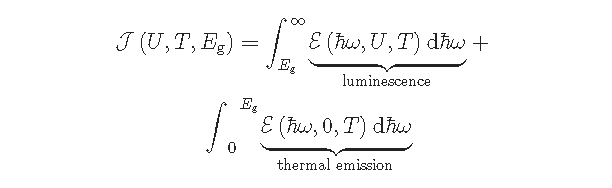 𝒥 (U, T, E_g) = ∫_{E_g}^{∞} ℰ (ℏω, U, T) dℏω +
luminescence
∫_{0}^{E_g} ℰ (ℏω, 0, T) dℏω
thermal emission